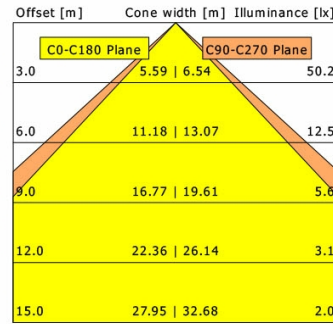 Offset [m] Cone width [m] Illuminance [lx]
C0-C180 Plane C90-C270 Plane
3.0 5.59 | 6.54 50.2
6.0 11.18 | 13.07 12.5
9.0 16.77 | 19.61 5.6
12.0 22.36 | 26.14 3.1
15.0 27.95 | 32.68 2.0